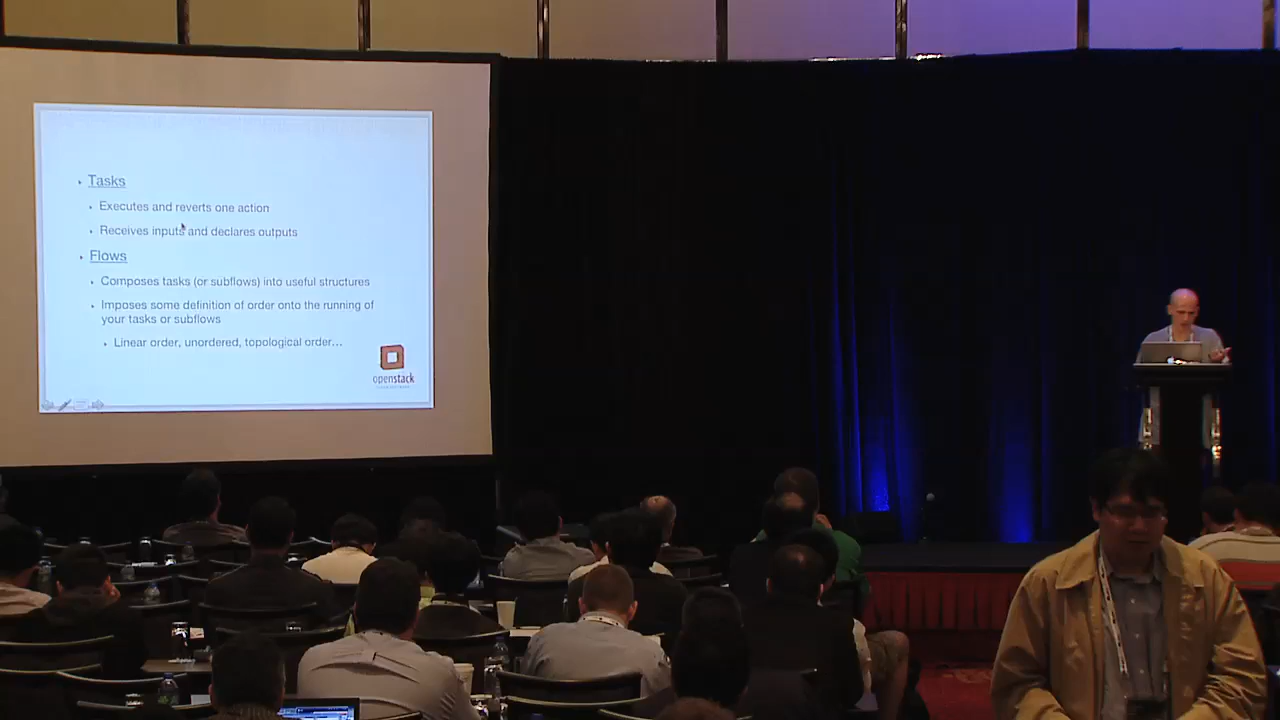 Tasks
Executes and reverts one action
Receives inputs and declares outputs
Flows
Composes tasks (or subflows) into useful structures
Imposes some definition of order onto the running of
your tasks or subflows
Linear order, unordered, topological order...
openstack